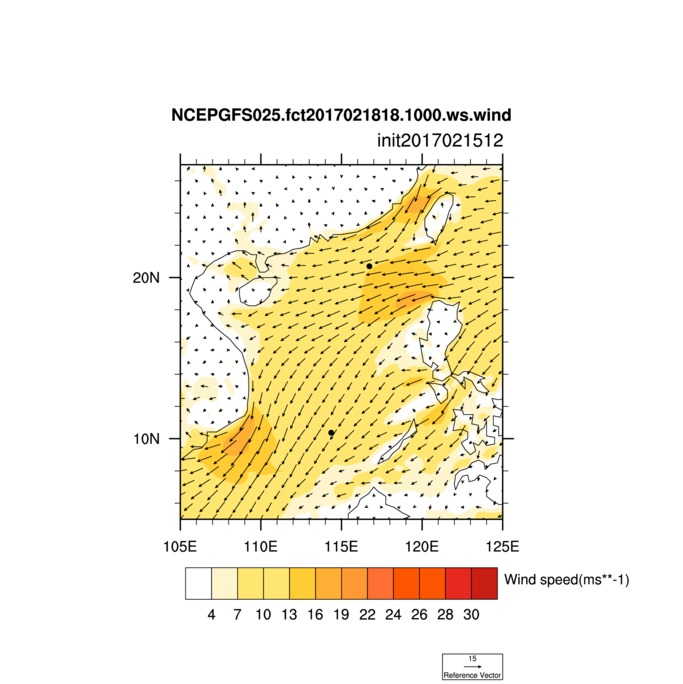 NCEPGFS025.fct2017021818.1000.ws.wind
init2017021512
20N
10N
105E 110E 115E 120E 125E
Wind speed(ms**-1)
4 7 10 13 16 19 22 24 26 28 30
15
Reference Vector